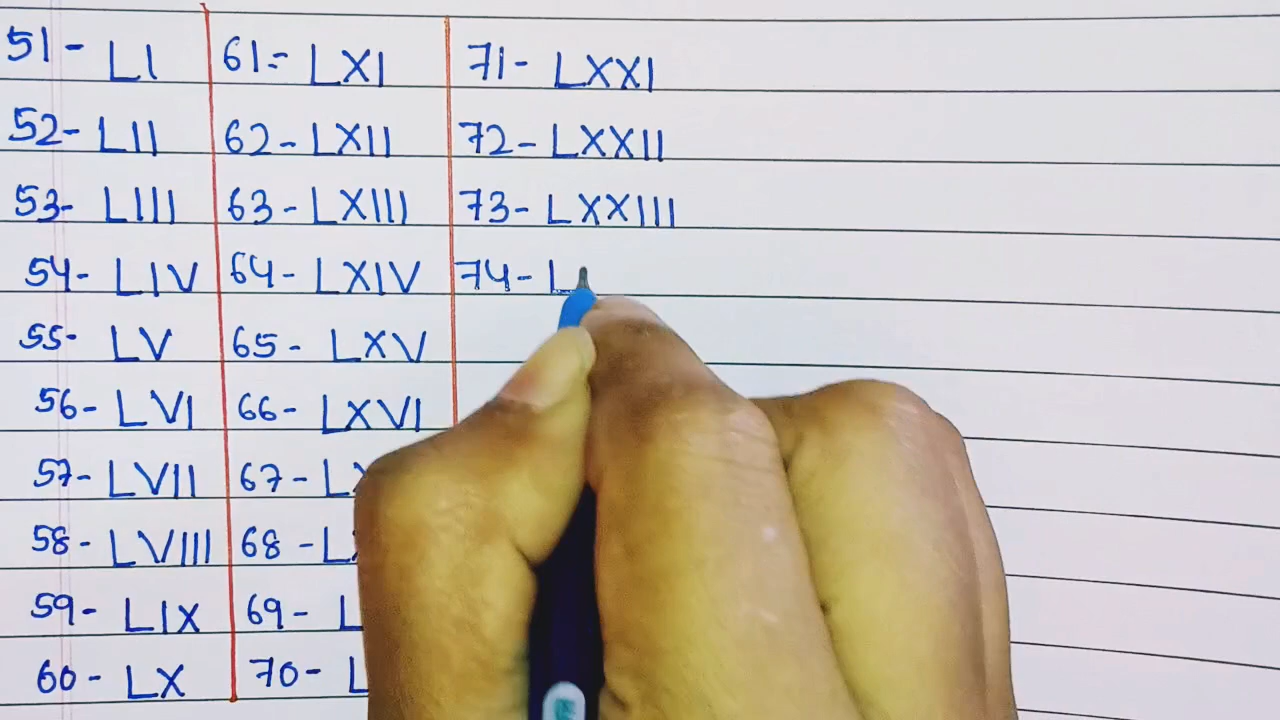 51- LI
52- LII
53- LIII
54- LIV
55- LV
56- LVI
57- LVII
58- LVIII
59- LIX
60- LX
61- LXI
62- LXII
63- LXIII
64- LXIV
65- LXV
66- LXVI
67-
68-
69-
70-
71- LXXI
72- LXXII
73- LXXIII
74- L